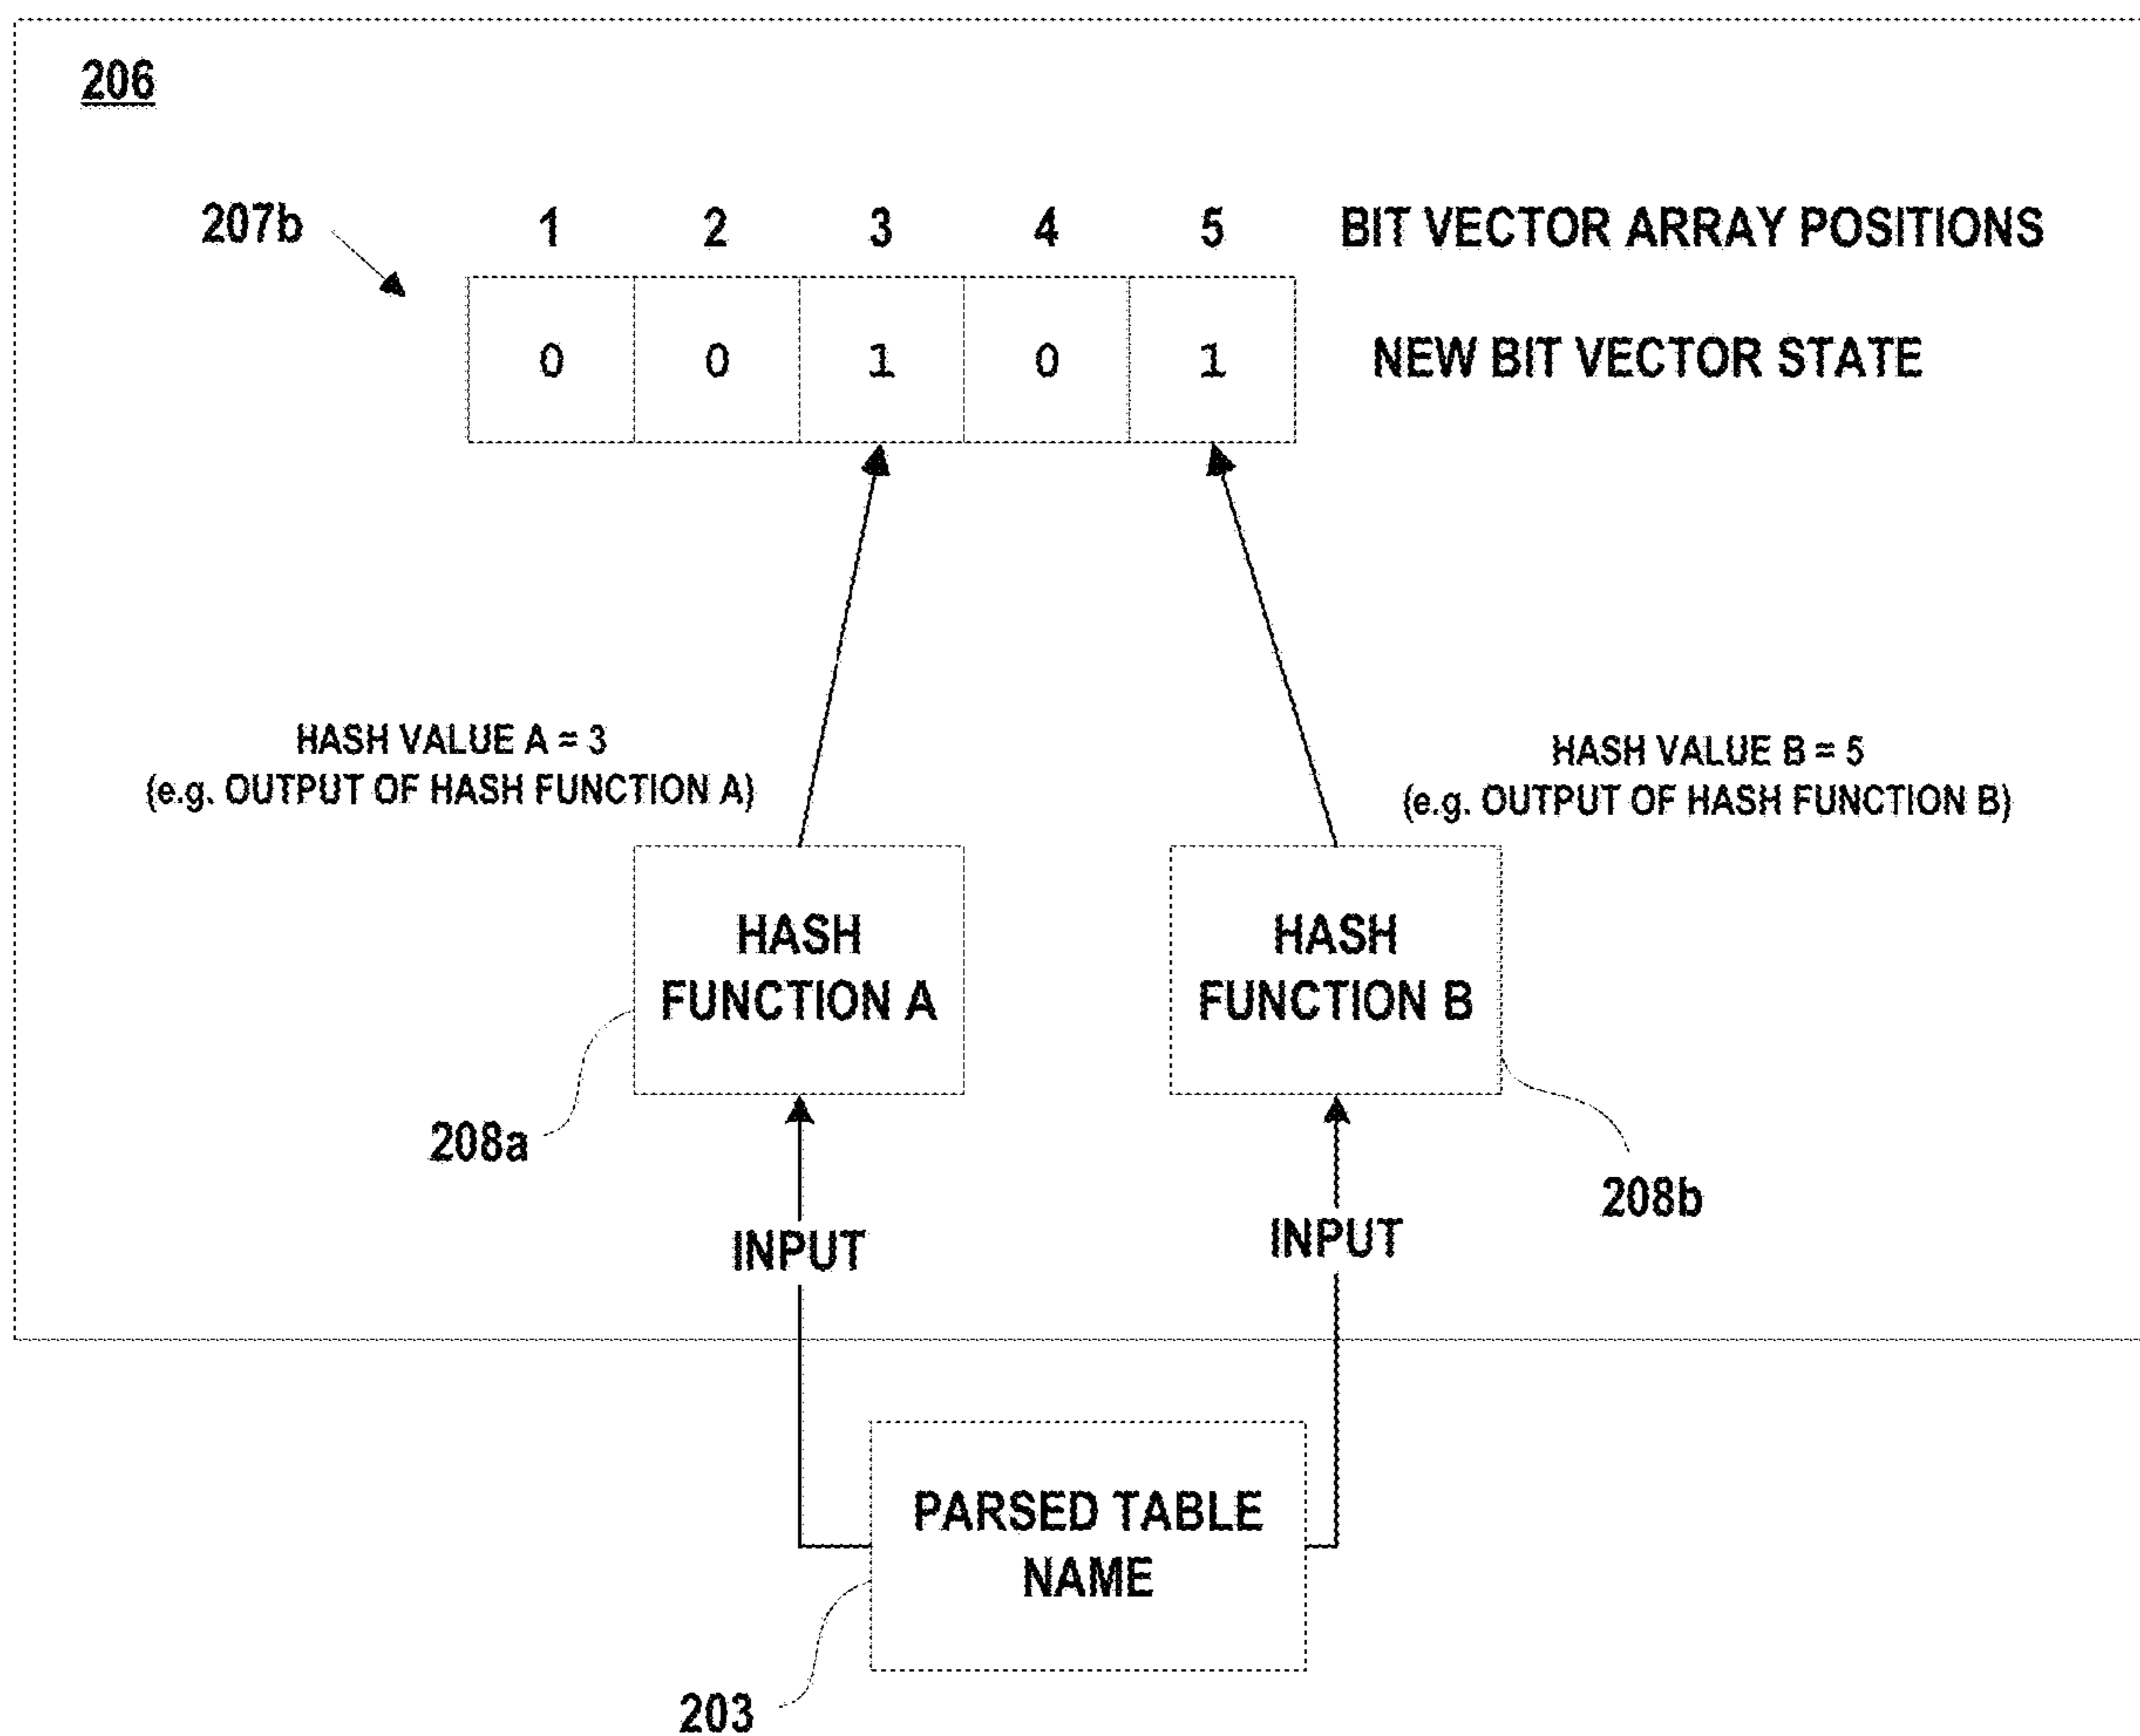 206
207b 1 2 3 4 5 BIT VECTOR ARRAY POSITIONS
0 0 1 0 1 NEW BIT VECTOR STATE
HASH VALUE A = 3
(e.g. OUTPUT OF HASH FUNCTION A)
HASH VALUE B = 5
(e.g. OUTPUT OF HASH FUNCTION B)
HASH
FUNCTION A
HASH
FUNCTION B
208a
208b
INPUT
INPUT
PARSED TABLE
NAME
203